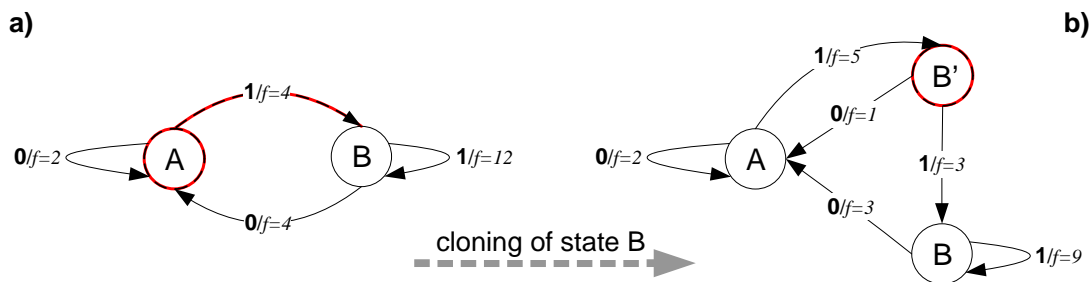 a)
b)
1/f=4
0/f=2
A
B
1/f=12
0/f=4
cloning of state B
1/f=5
B’
0/f=1
0/f=2
A
1/f=3
0/f=3
B
1/f=9